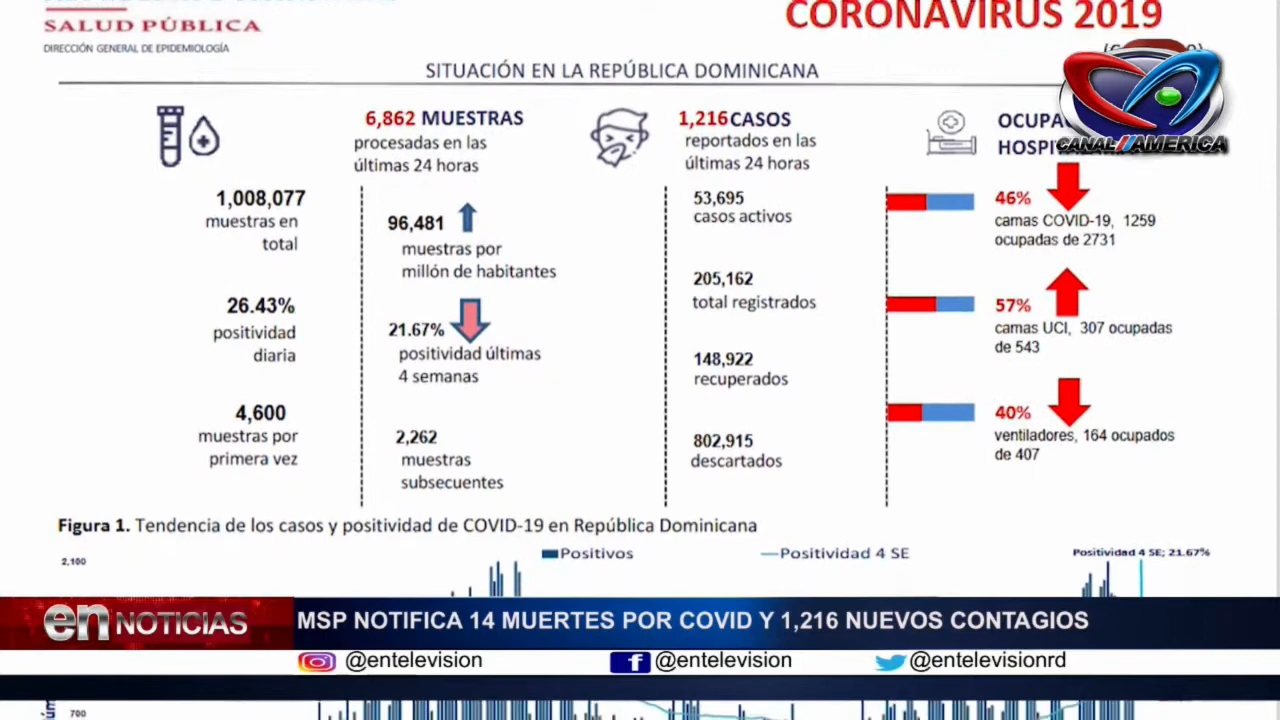 SALUD PÚBLICA
DIRECCIÓN GENERAL DE EPIDEMIOLOGÍA
CORONAVIRUS 2019
SITUACIÓN EN LA REPÚBLICA DOMINICANA
CANAL AMERICA
6,862 MUESTRAS
procesadas en las
últimas 24 horas
1,216 CASOS
reportados en las
últimas 24 horas
1,008,077
muestras en
total
26.43%
positividad
diaria
4,600
muestras por
primera vez
96,481
muestras por
millón de habitantes
21.67%
positividad últimas
4 semanas
2,262
muestras
subsecuentes
53,695
casos activos
205,162
total registrados
148,922
recuperados
802,915
descartados
46%
camas COVID-19, 1259
ocupadas de 2731
57%
camas UCI, 307 ocupadas
de 543
40%
ventiladores, 164 ocupados
de 407
Figura 1. Tendencia de los casos y positividad de COVID-19 en República Dominicana
Positivos
Positividad 4 SE
Positividad 4 SE; 21.67%
2,100
en NOTICIAS
MSP NOTIFICA 14 MUERTES POR COVID Y 1,216 NUEVOS CONTAGIOS
@entelevision
@entelevision
@entelevisionrd
700